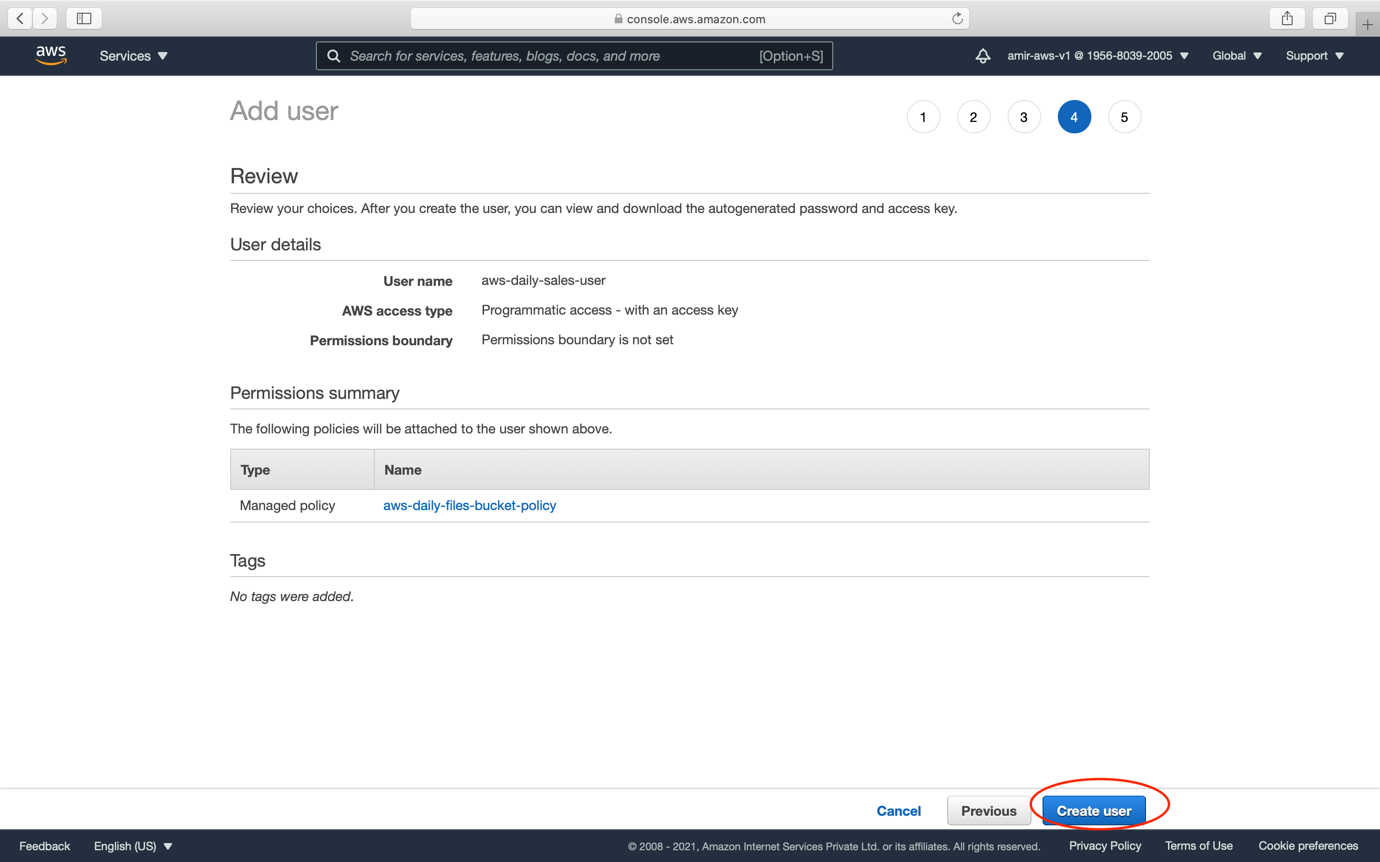 console.aws.amazon.com
aws Services Search for services, features, blogs, docs, and more [Option+S] amir-aws-v1 @ 1956-8039-2005 Global Support
Add user 1 2 3 4 5
Review
Review your choices. After you create the user, you can view and download the autogenerated password and access key.
User details
User name aws-daily-sales-user
AWS access type Programmatic access - with an access key
Permissions boundary Permissions boundary is not set
Permissions summary
The following policies will be attached to the user shown above.
Type Name
Managed policy aws-daily-files-bucket-policy
Tags
No tags were added.
Cancel Previous Create user
Feedback English (US) © 2008 - 2021, Amazon Internet Services Private Ltd. or its affiliates. All rights reserved. Privacy Policy Terms of Use Cookie preferences